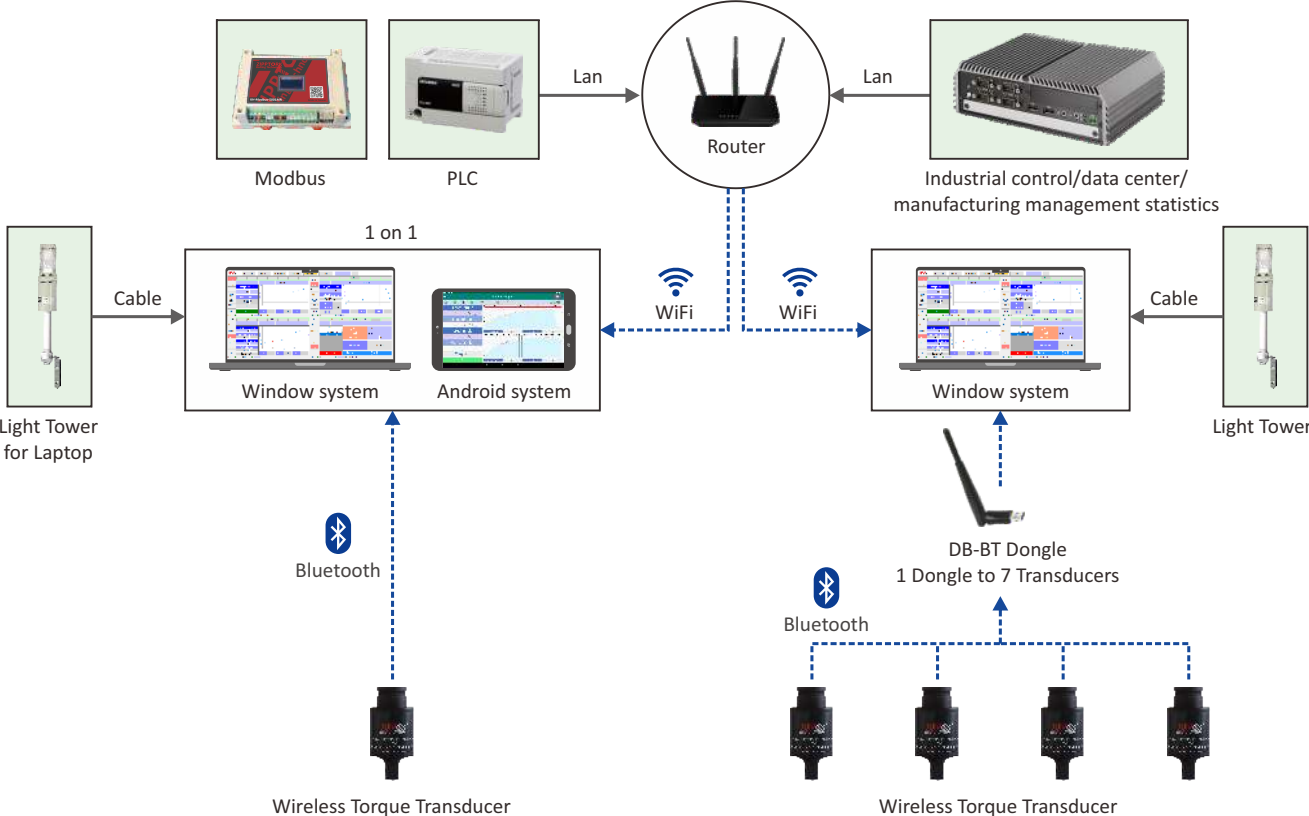 Lan
Lan
Router
Modbus
PLC
Industrial control/data center/
manufacturing management statistics
1 on 1
Cable
WiFi
WiFi
Cable
Window system
Android system
Window system
Light Tower
for Laptop
Light Tower
DB-BT Dongle
1 Dongle to 7 Transducers
Bluetooth
Bluetooth
Wireless Torque Transducer
Wireless Torque Transducer